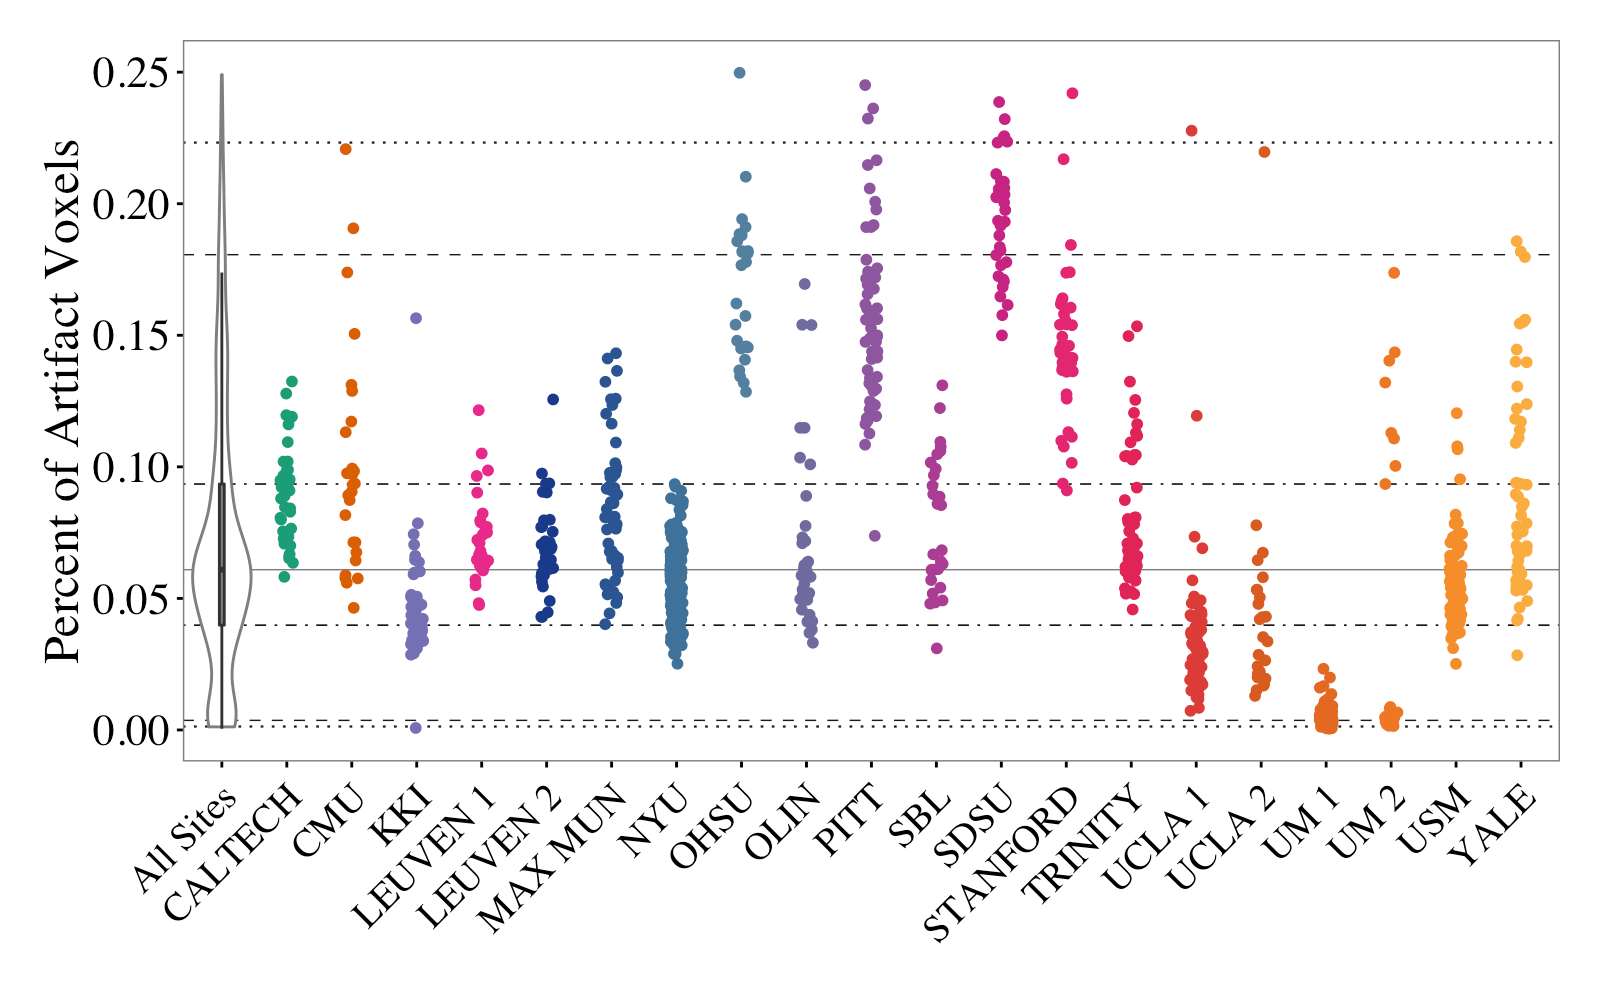 Percent of Artifact Voxels
0.25
0.20
0.15
0.10
0.05
0.00
All Sites
CALTECH
CMU
KKI
LEUVEN 1
LEUVEN 2
MAX MUN
NYU
OHSU
OLIN
PITT
SBL
SDSU
STANFORD
TRINITY
UCLA 1
UCLA 2
UM 1
UM 2
USM
YALE